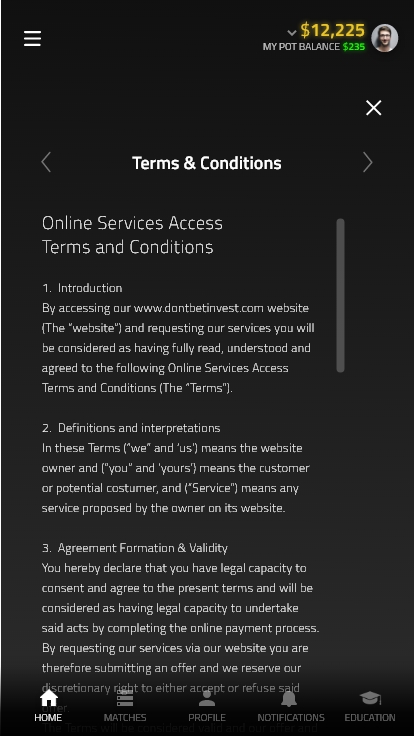 $12,225
MY POT BALANCE $235
Terms & Conditions
Online Services Access
Terms and Conditions
1. Introduction
By accessing our www.dontbetinvest.com website
(The “website”) and requesting our services you will
be considered as having fully read, understood and
agreed to the following Online Services Access
Terms and Conditions (The “Terms”).
2. Definitions and interpretations
In these Terms (“we” and ‘us’) means the website
owner and (“you” and ‘yours’) means the customer
or potential costumer, and (“Service”) means any
service proposed by the owner on its website.
3. Agreement Formation & Validity
You hereby declare that you have legal capacity to
consent and agree to the present terms and will be
considered as having legal capacity to undertake
said acts by completing the online payment process.
By requesting our services via our website you are
therefore submitting an offer and we reserve our
discretionary right to either accept or refuse said
offer.
HOME MATCHES PROFILE NOTIFICATIONS EDUCATION